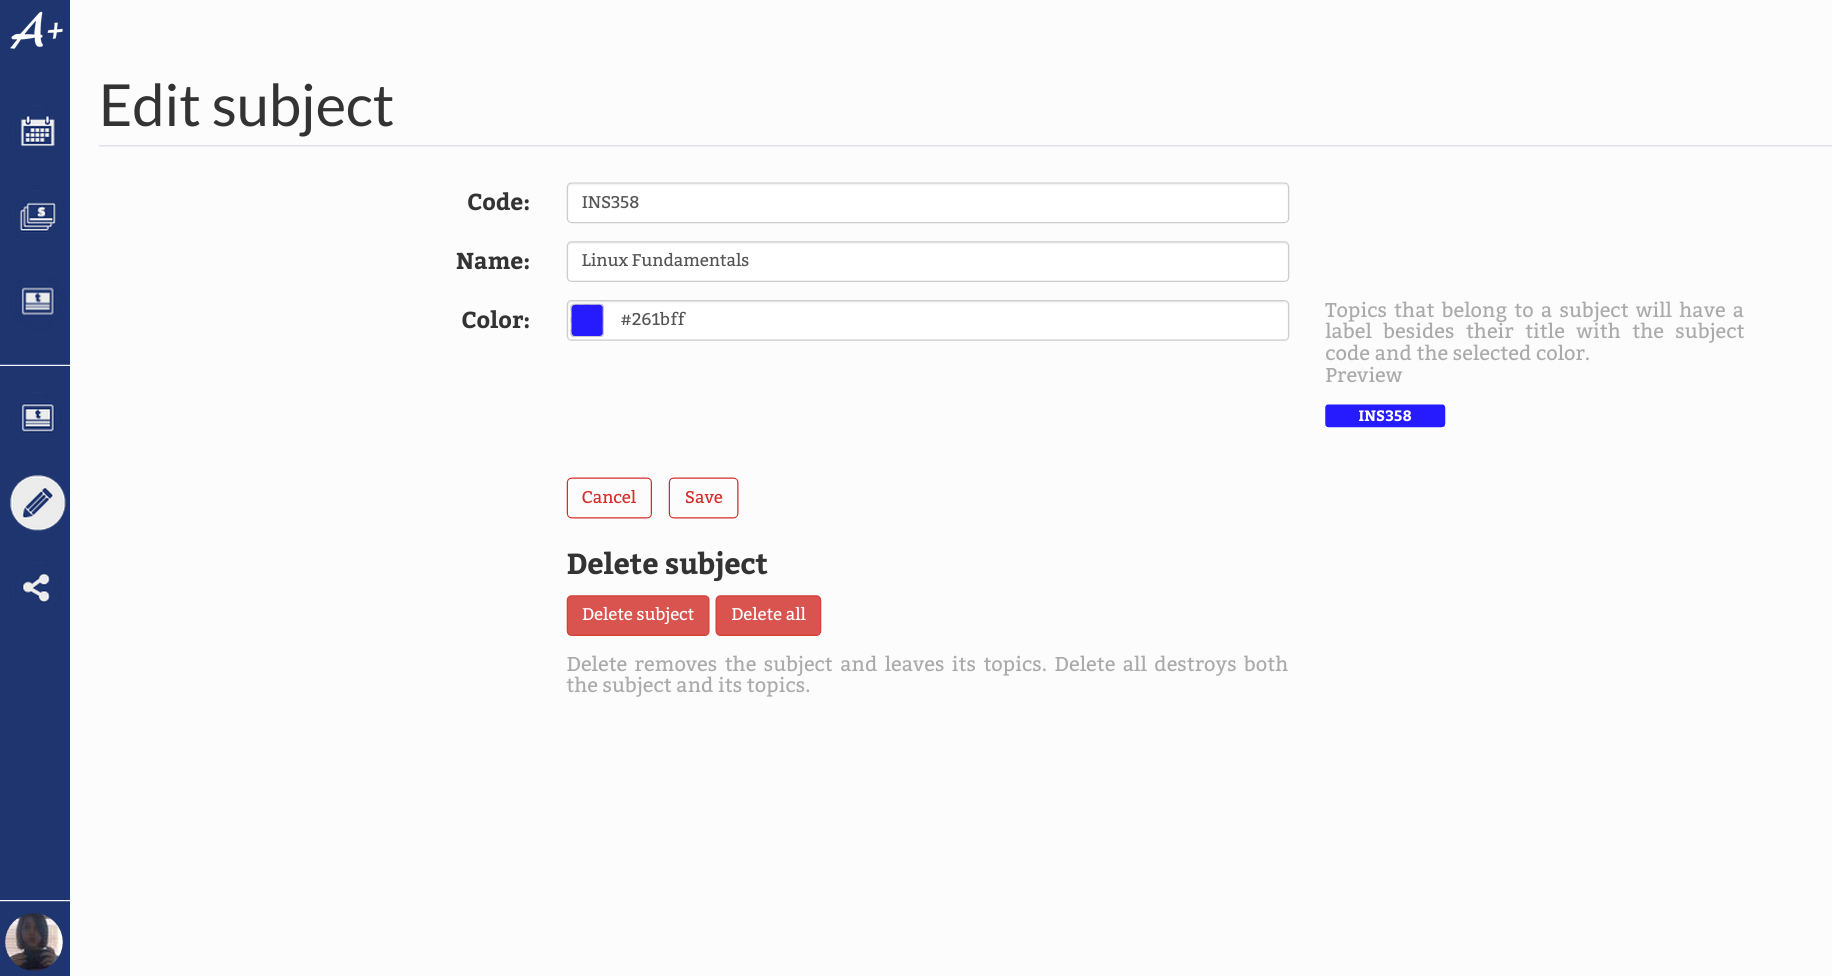 A+
Edit subject
Code: INS358
Name: Linux Fundamentals
Color: #261bff
Topics that belong to a subject will have a
label besides their title with the subject
code and the selected color.
Preview
INS358
Cancel Save
Delete subject
Delete subject Delete all
Delete removes the subject and leaves its topics. Delete all destroys both
the subject and its topics.
s
t
t